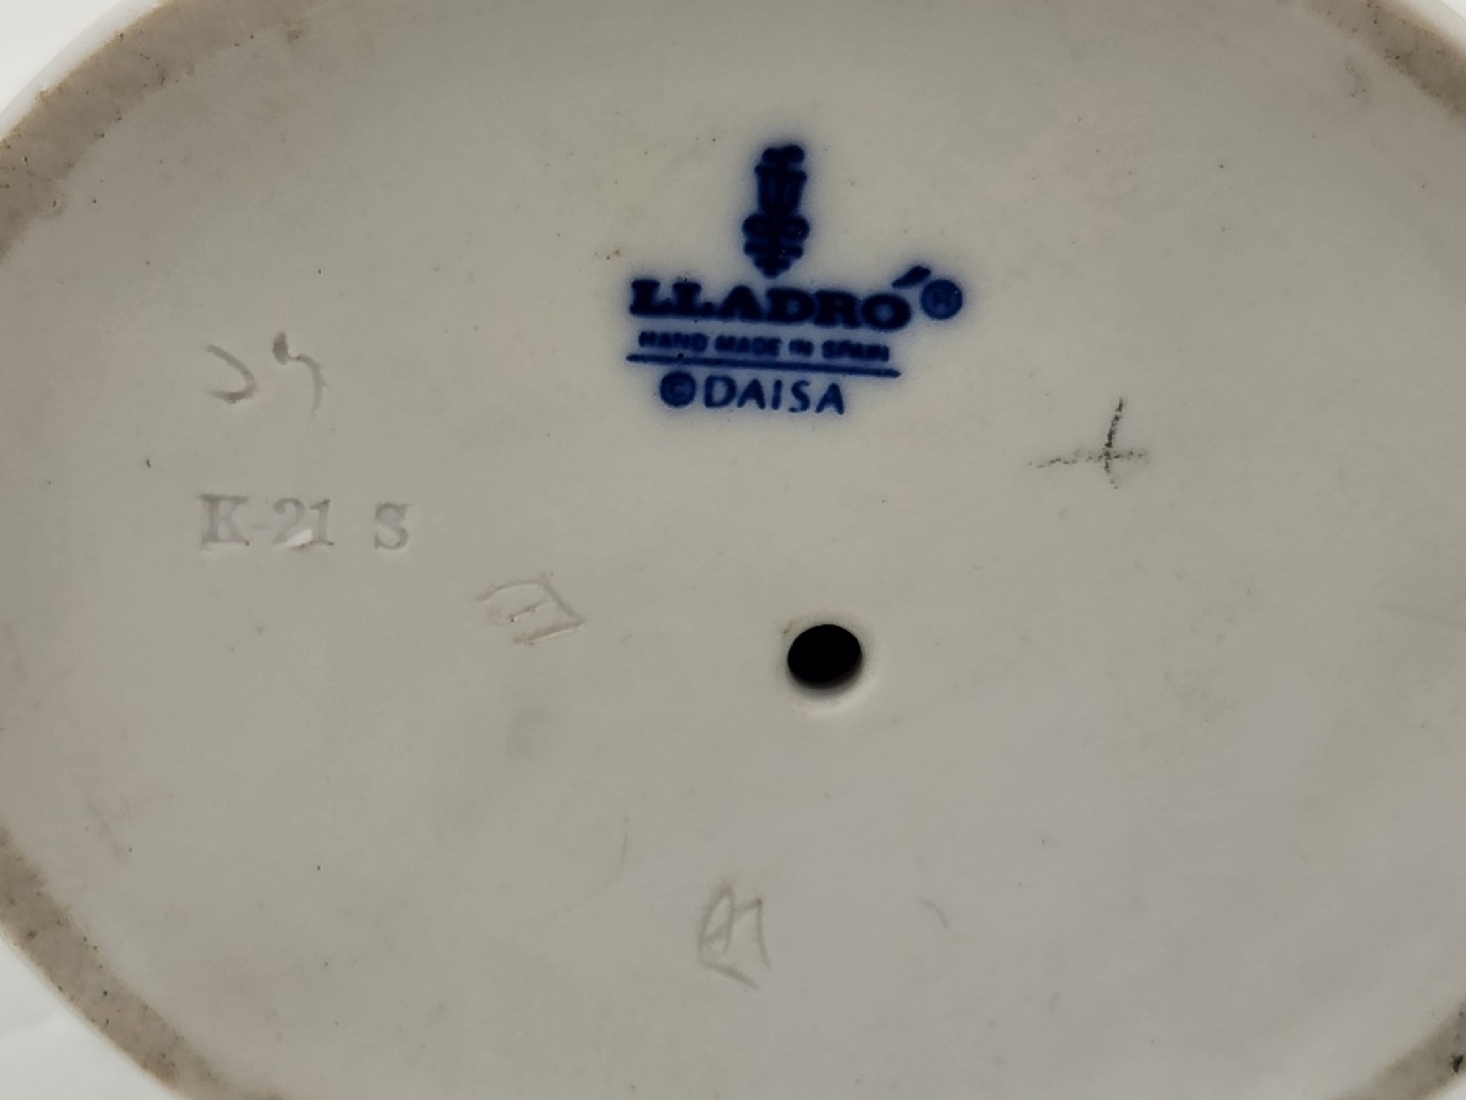 LLADRÓ®
HAND MADE IN SPAIN
©DAISA
K-21 S